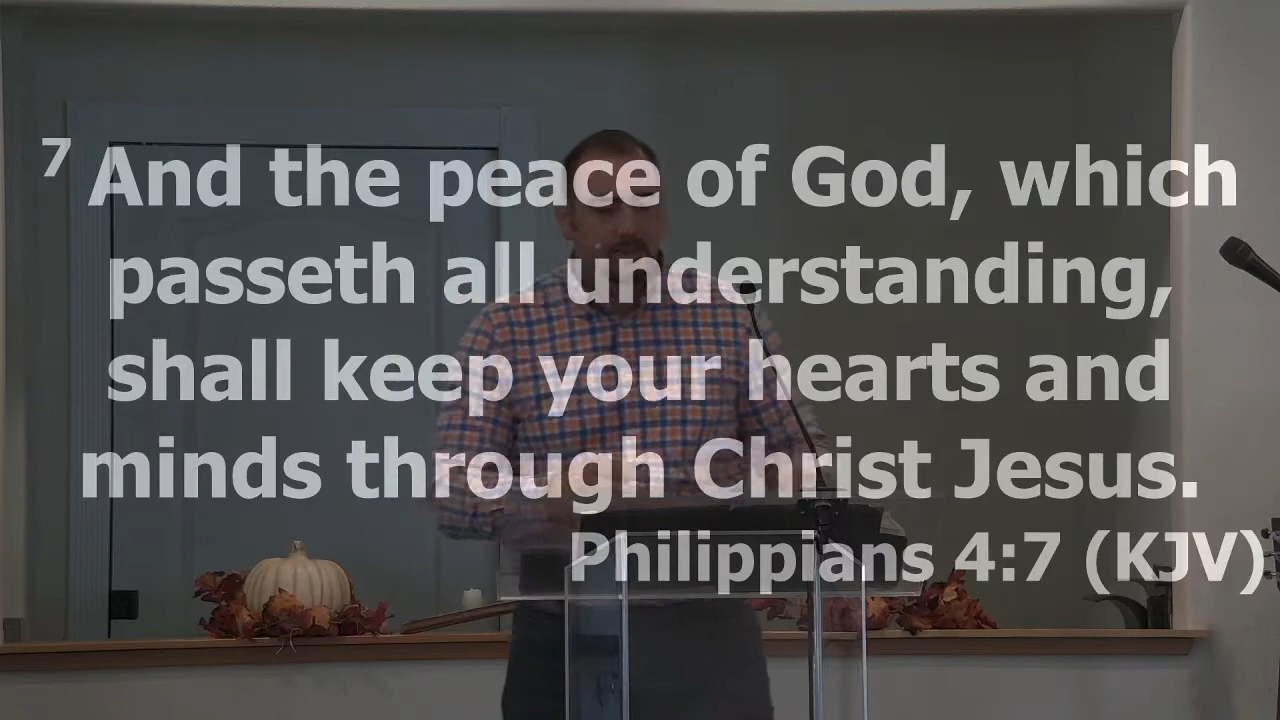 7 And the peace of God, which
passeth all understanding,
shall keep your hearts and
minds through Christ Jesus.
Philippians 4:7 (KJV)